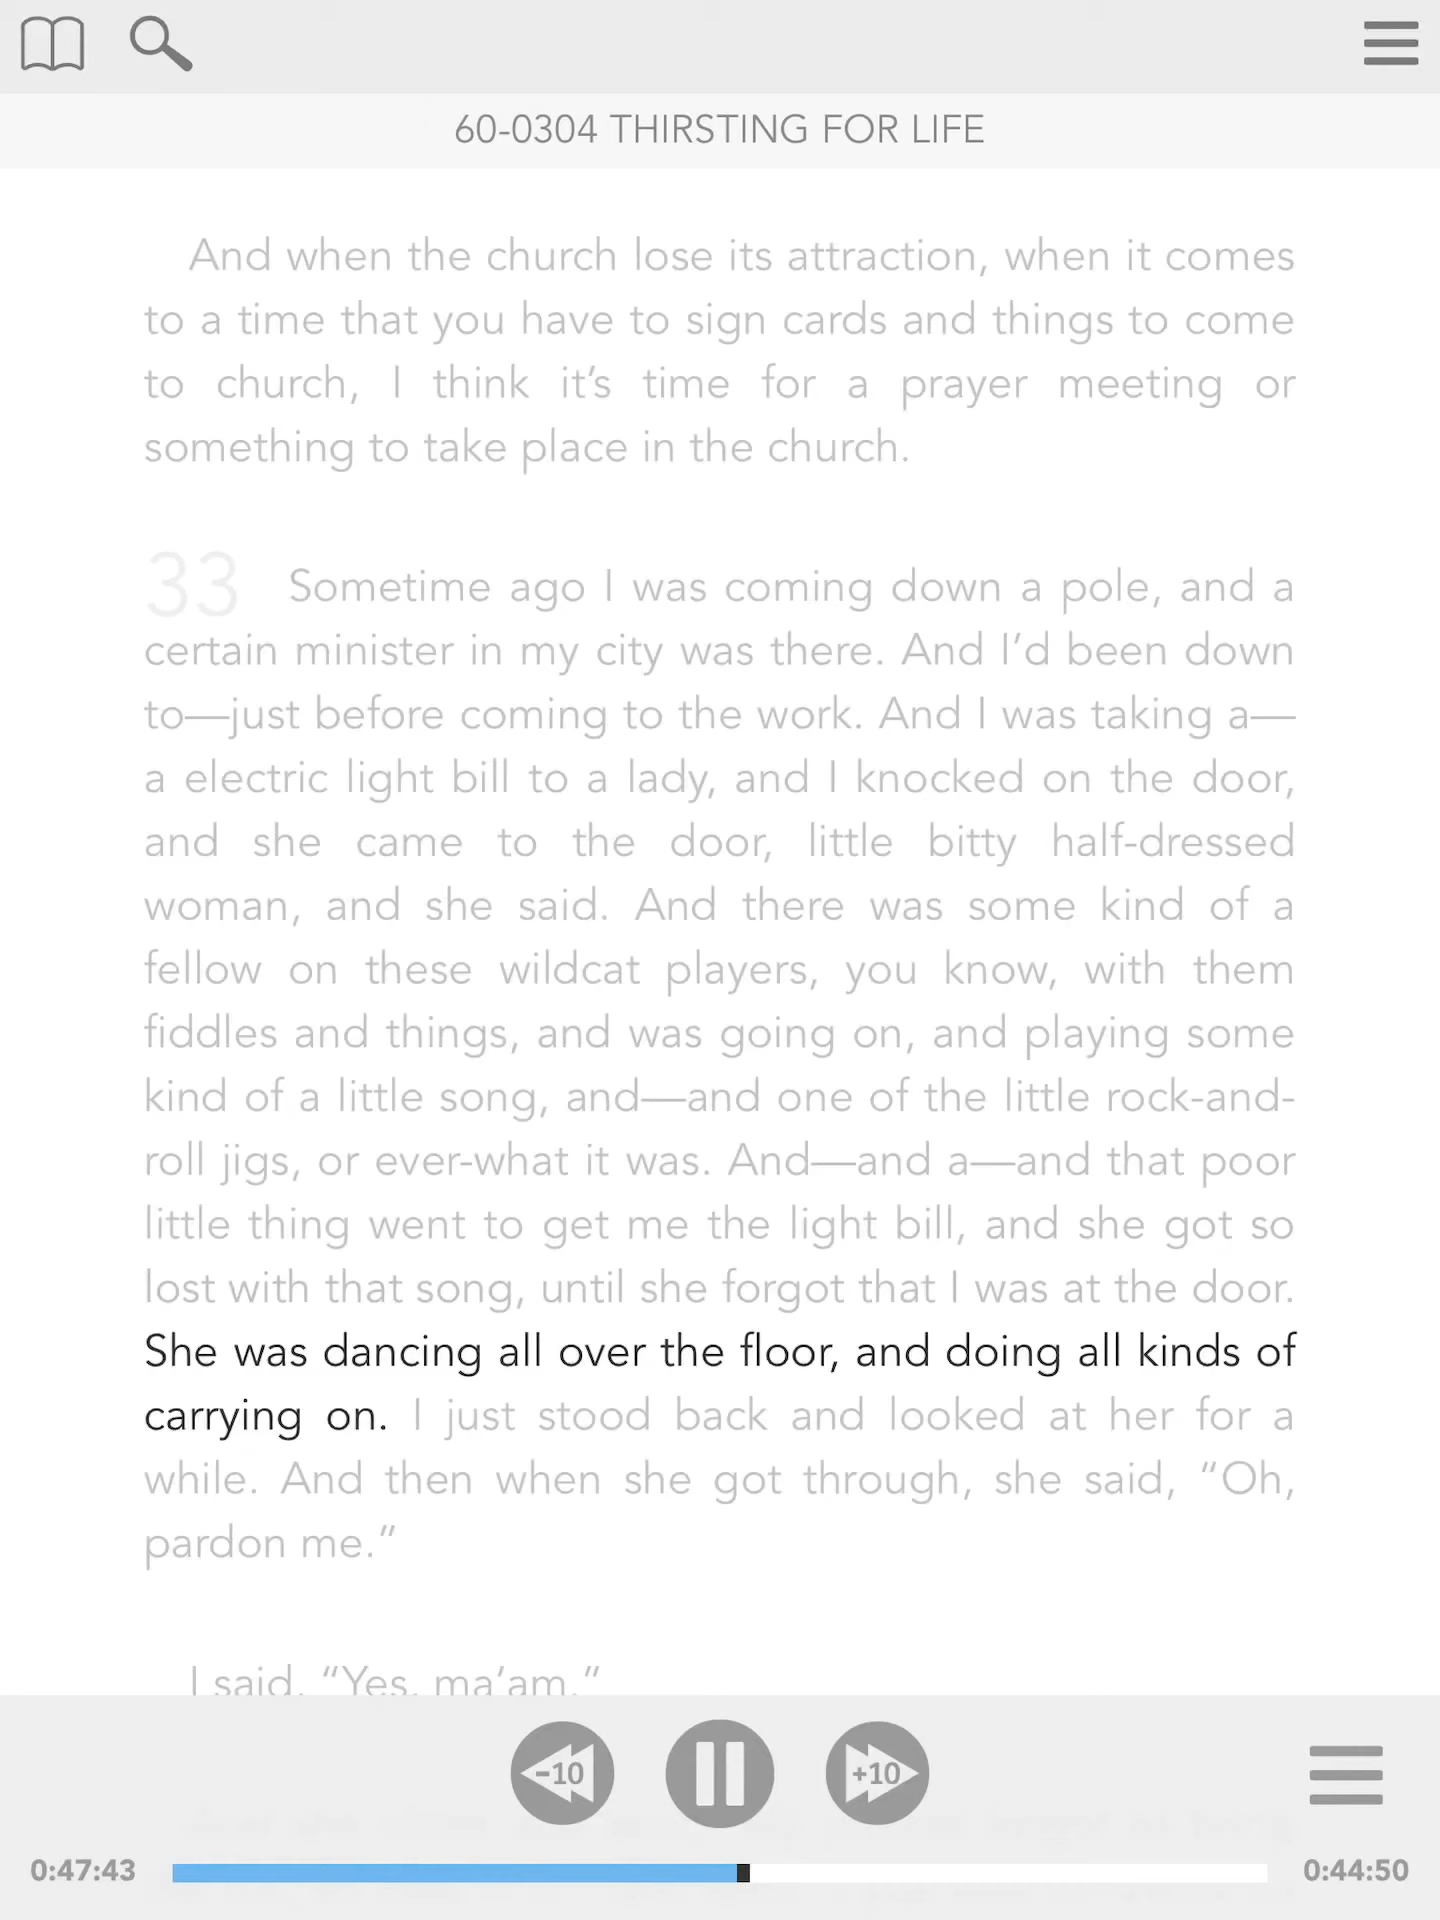 60-0304 THIRSTING FOR LIFE
And when the church lose its attraction, when it comes
to a time that you have to sign cards and things to come
to church, I think it’s time for a prayer meeting or
something to take place in the church.
33 Sometime ago I was coming down a pole, and a
certain minister in my city was there. And I’d been down
to—just before coming to the work. And I was taking a—
a electric light bill to a lady, and I knocked on the door,
and she came to the door, little bitty half-dressed
woman, and she said. And there was some kind of a
fellow on these wildcat players, you know, with them
fiddles and things, and was going on, and playing some
kind of a little song, and—and one of the little rock-and-
roll jigs, or ever-what it was. And—and a—and that poor
little thing went to get me the light bill, and she got so
lost with that song, until she forgot that I was at the door.
She was dancing all over the floor, and doing all kinds of
carrying on. I just stood back and looked at her for a
while. And then when she got through, she said, “Oh,
pardon me.”
I said, “Yes, ma’am.”
-10 +10
0:47:43 0:44:50